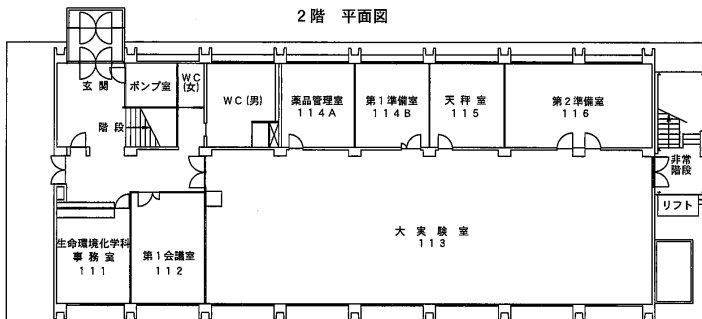 2階 平面図
玄関
ポンプ室
WC
(女)
WC(男)
薬品管理室
114A
第1準備室
114B
天秤室
115
第2準備室
116
階段
非常
階段
リフト
生命環境化学科
事務室
111
第1会議室
112
大実験室
113